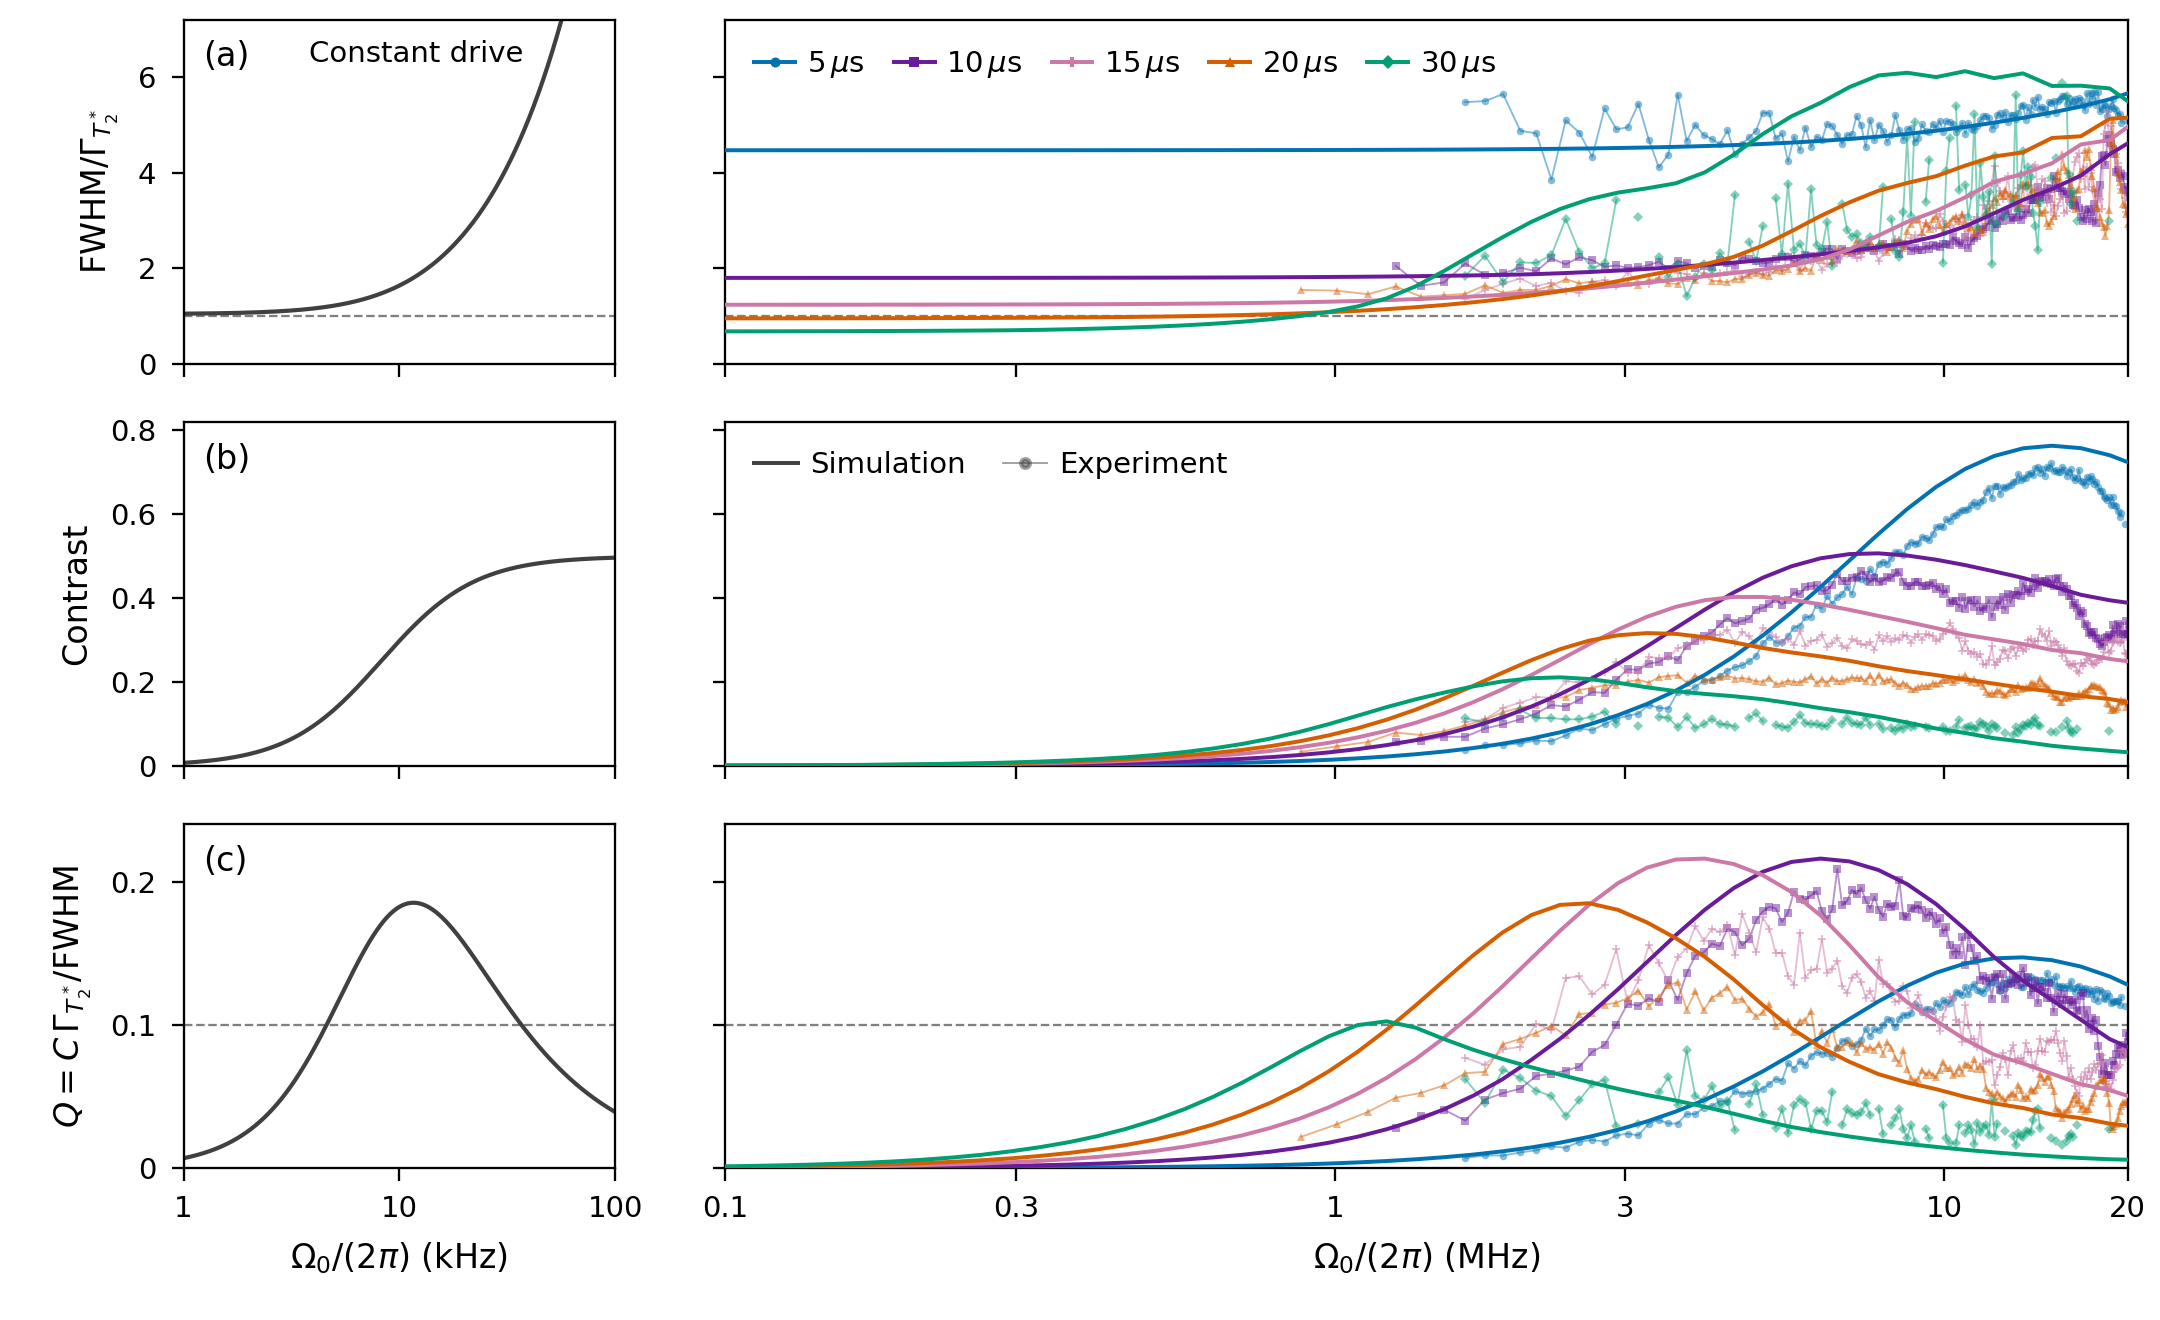 (a) Constant drive
5 μs 10 μs 15 μs 20 μs 30 μs
FWHM/Γ_{T_2^*}
6
4
2
0
(b)
Simulation Experiment
Contrast
0.8
0.6
0.4
0.2
0
(c)
Q = C Γ_{T_2^*}/FWHM
0.2
0.1
0
1 10 100
0.1 0.3 1 3 10 20
Ω₀/(2π) (kHz)
Ω₀/(2π) (MHz)